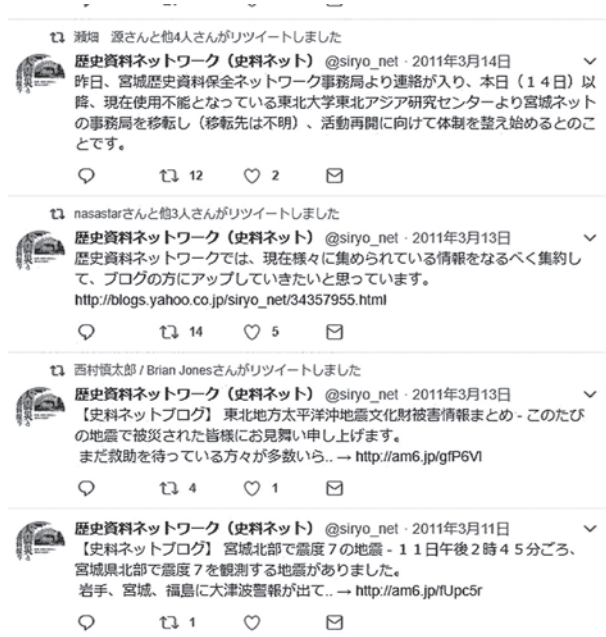 瀬畑　源さんと他4人さんがリツイートしました
歴史資料ネットワーク（史料ネット） @siryo_net · 2011年3月14日
昨日、宮城歴史資料保全ネットワーク事務局より連絡が入り、本日（１４日）以
降、現在使用不能となっている東北大学東北アジア研究センターより宮城ネット
の事務局を移転し（移転先は不明）、活動再開に向けて体制を整え始めるとのこ
とです。
12 2
nasastarさんと他3人さんがリツイートしました
歴史資料ネットワーク（史料ネット） @siryo_net · 2011年3月13日
歴史資料ネットワークでは、現在様々に集められている情報をなるべく集約し
て、ブログの方にアップしていきたいと思っています。
http://blogs.yahoo.co.jp/siryo_net/34357955.html
14 5
西村慎太郎 / Brian Jonesさんがリツイートしました
歴史資料ネットワーク（史料ネット） @siryo_net · 2011年3月13日
【史料ネットブログ】 東北地方太平洋沖地震文化財被害情報まとめ - このたび
の地震で被災された皆様にお見舞い申し上げます。
まだ救助を待っている方々が多数いら.. → http://am6.jp/gfP6Vl
4 1
歴史資料ネットワーク（史料ネット） @siryo_net · 2011年3月11日
【史料ネットブログ】 宮城北部で震度７の地震 - １１日午後２時４５分ごろ、
宮城県北部で震度７を観測する地震がありました。
岩手、宮城、福島に大津波警報が出て.. → http://am6.jp/fUpc5r
1